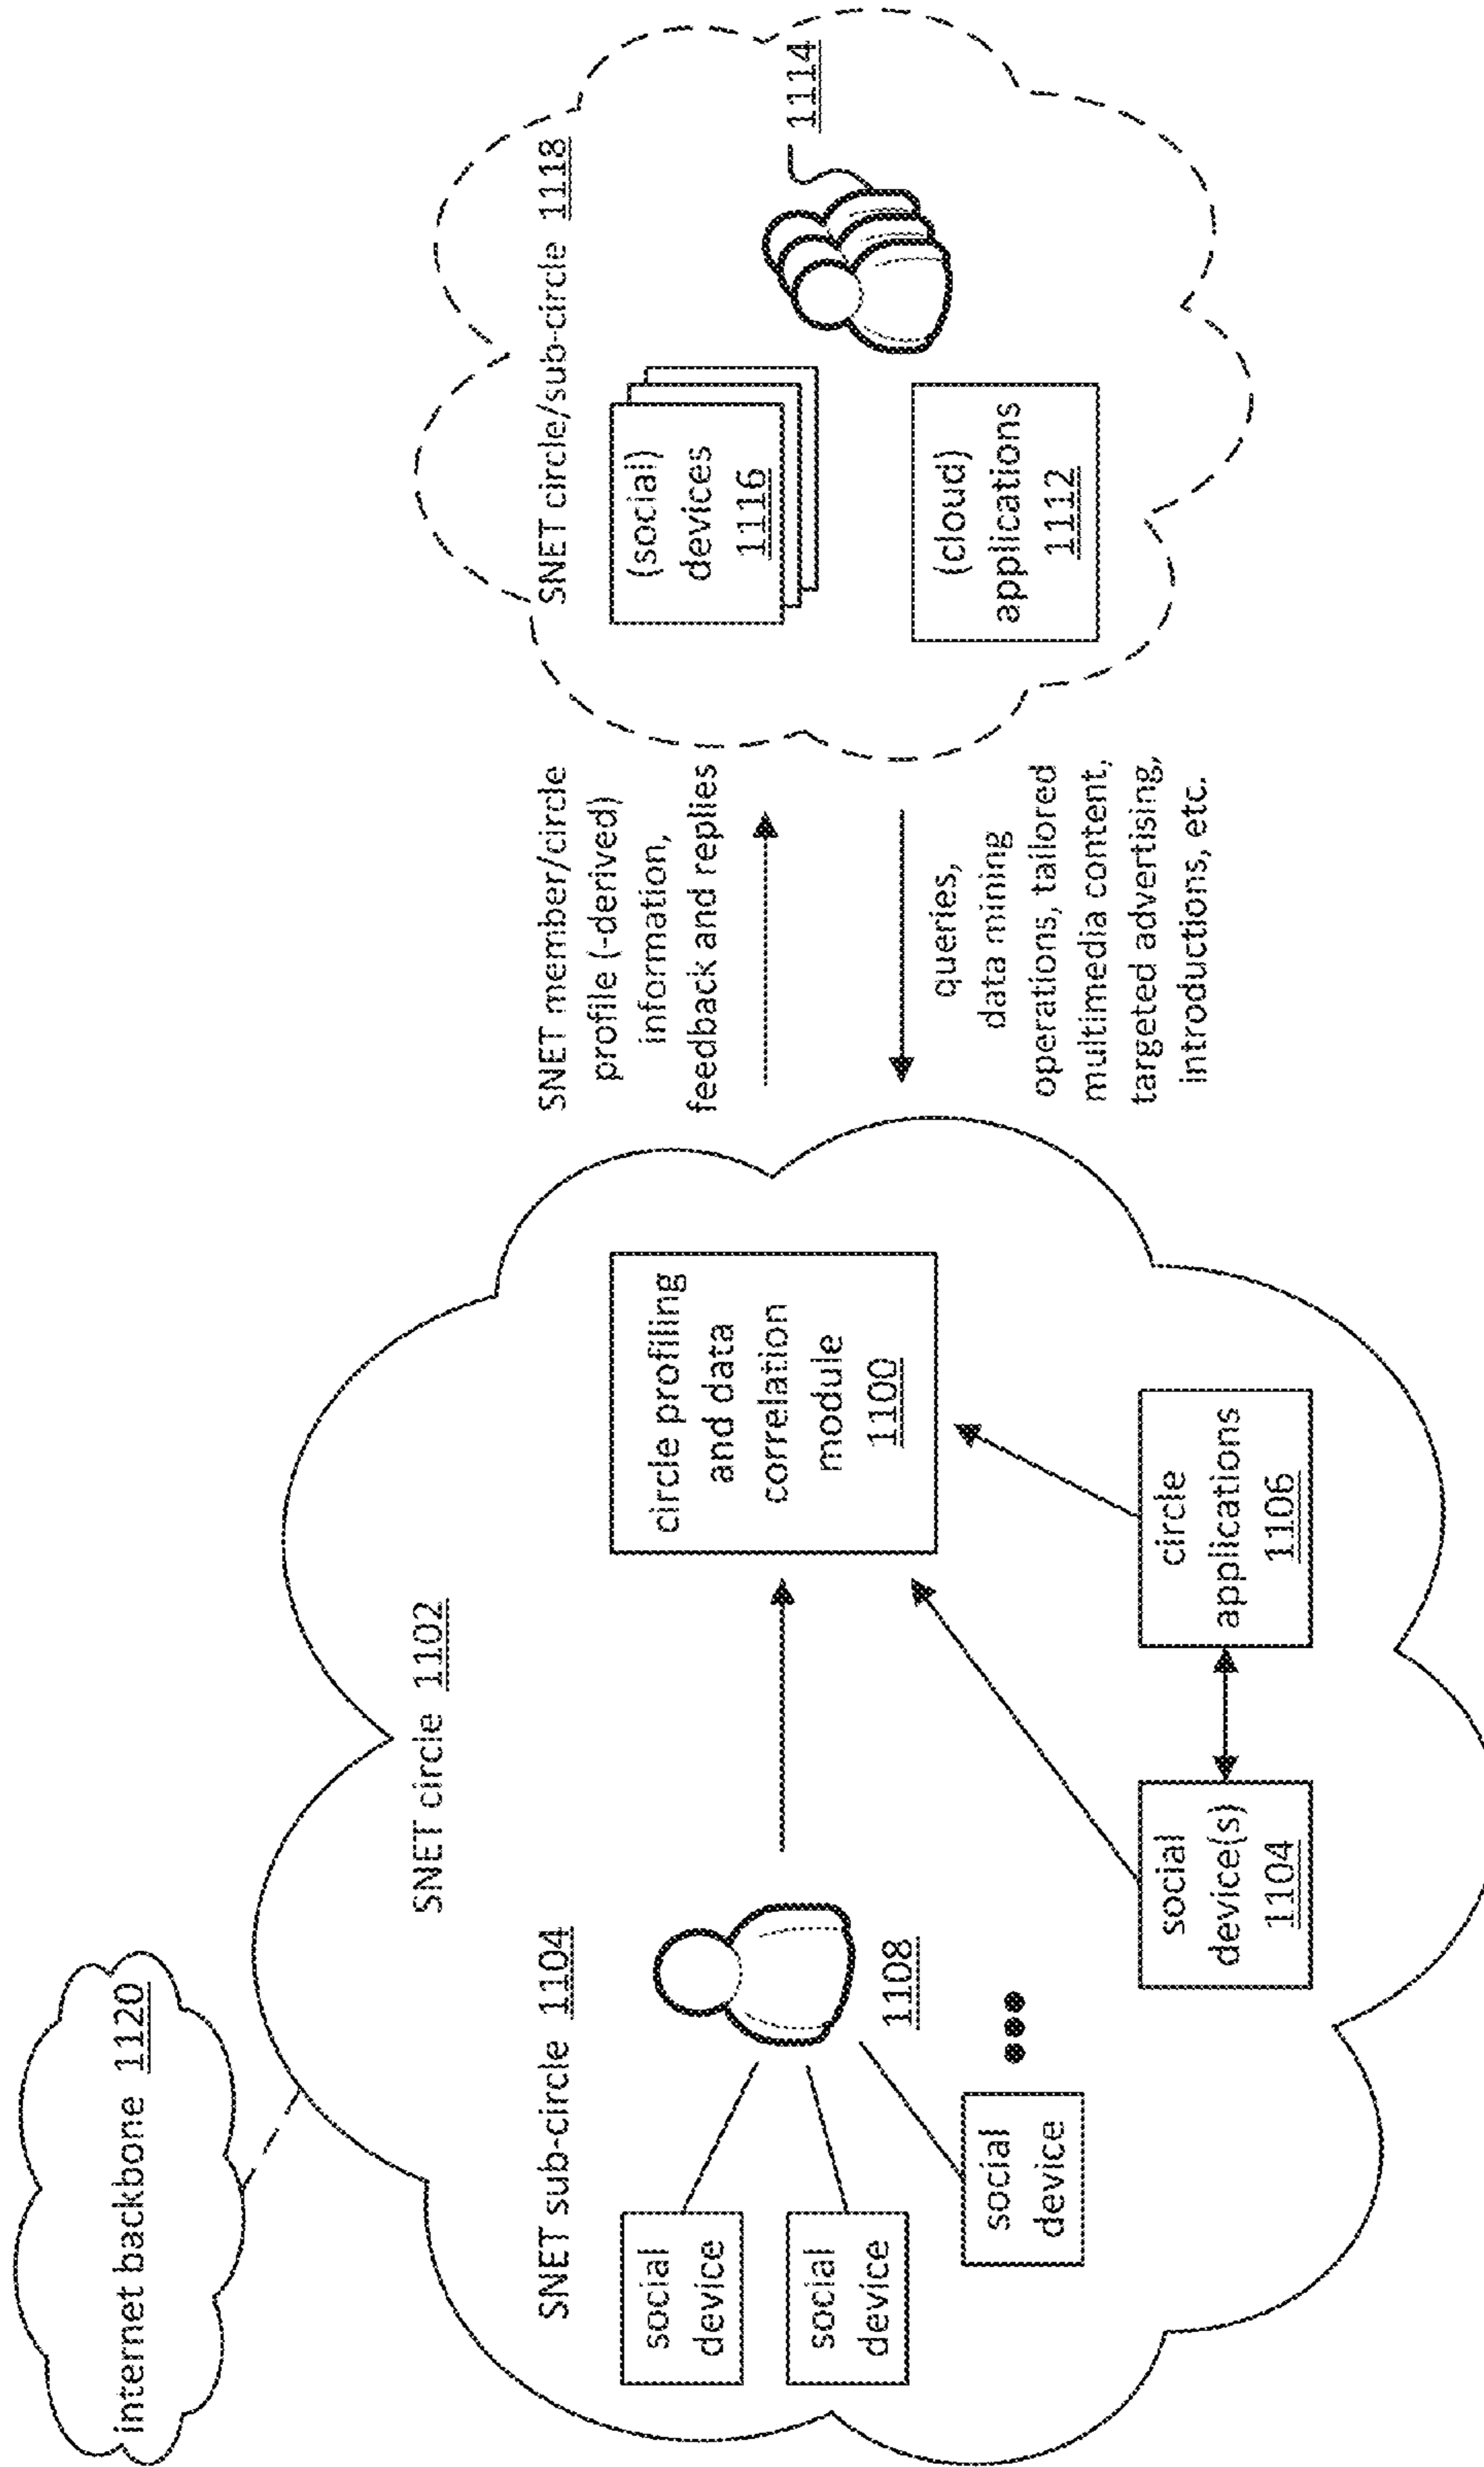 internet backbone 1120
SNET circle 1102
SNET sub-circle 1104
social
device
social
device
social
device
1108
circle profiling
and data
correlation
module
1100
social
device(s)
1104
circle
applications
1106
SNET member/circle
profile (-derived)
information,
feedback and replies
queries,
data mining
operations, tailored
multimedia content,
targeted advertising,
introductions, etc.
SNET circle/sub-circle 1118
(social)
devices
1116
1114
(cloud)
applications
1112